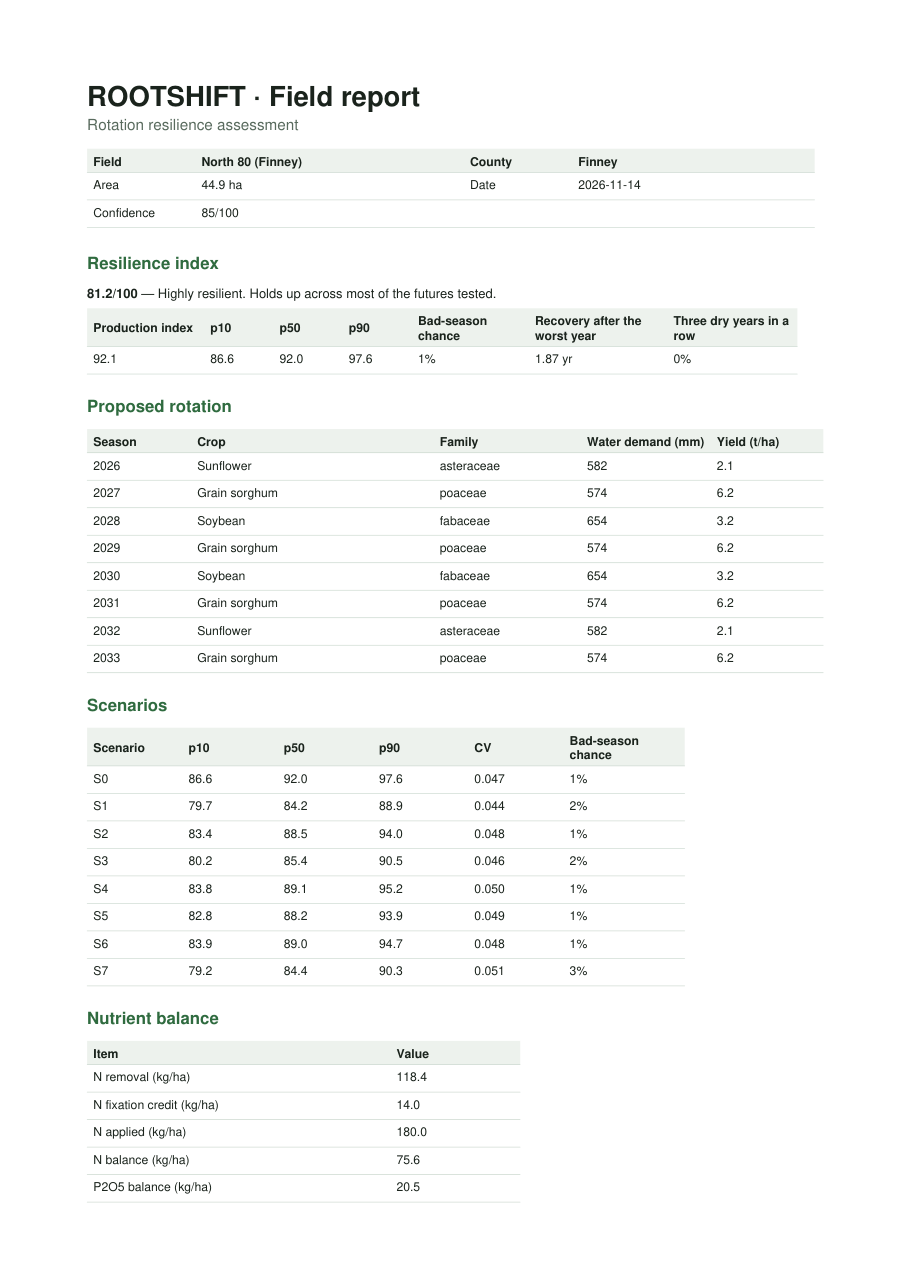 ROOTSHIFT · Field report
Rotation resilience assessment
Field North 80 (Finney) County Finney
Area 44.9 ha Date 2026-11-14
Confidence 85/100
Resilience index
81.2/100 — Highly resilient. Holds up across most of the futures tested.
Production index p10 p50 p90 Bad-season chance Recovery after the worst year Three dry years in a row
92.1 86.6 92.0 97.6 1% 1.87 yr 0%
Proposed rotation
Season Crop Family Water demand (mm) Yield (t/ha)
2026 Sunflower asteraceae 582 2.1
2027 Grain sorghum poaceae 574 6.2
2028 Soybean fabaceae 654 3.2
2029 Grain sorghum poaceae 574 6.2
2030 Soybean fabaceae 654 3.2
2031 Grain sorghum poaceae 574 6.2
2032 Sunflower asteraceae 582 2.1
2033 Grain sorghum poaceae 574 6.2
Scenarios
Scenario p10 p50 p90 CV Bad-season chance
S0 86.6 92.0 97.6 0.047 1%
S1 79.7 84.2 88.9 0.044 2%
S2 83.4 88.5 94.0 0.048 1%
S3 80.2 85.4 90.5 0.046 2%
S4 83.8 89.1 95.2 0.050 1%
S5 82.8 88.2 93.9 0.049 1%
S6 83.9 89.0 94.7 0.048 1%
S7 79.2 84.4 90.3 0.051 3%
Nutrient balance
Item Value
N removal (kg/ha) 118.4
N fixation credit (kg/ha) 14.0
N applied (kg/ha) 180.0
N balance (kg/ha) 75.6
P2O5 balance (kg/ha) 20.5